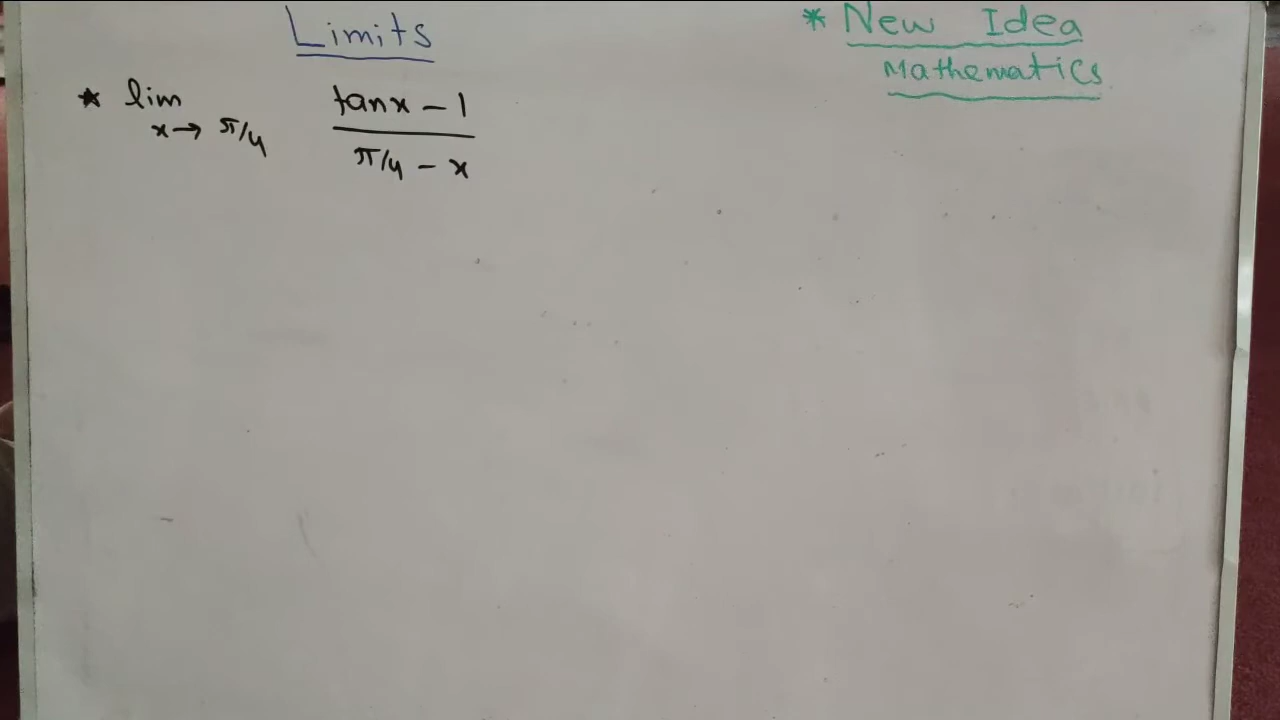 Limits
* New Idea
Mathematics
* lim x→π/4 tanx - 1 / π/4 - x